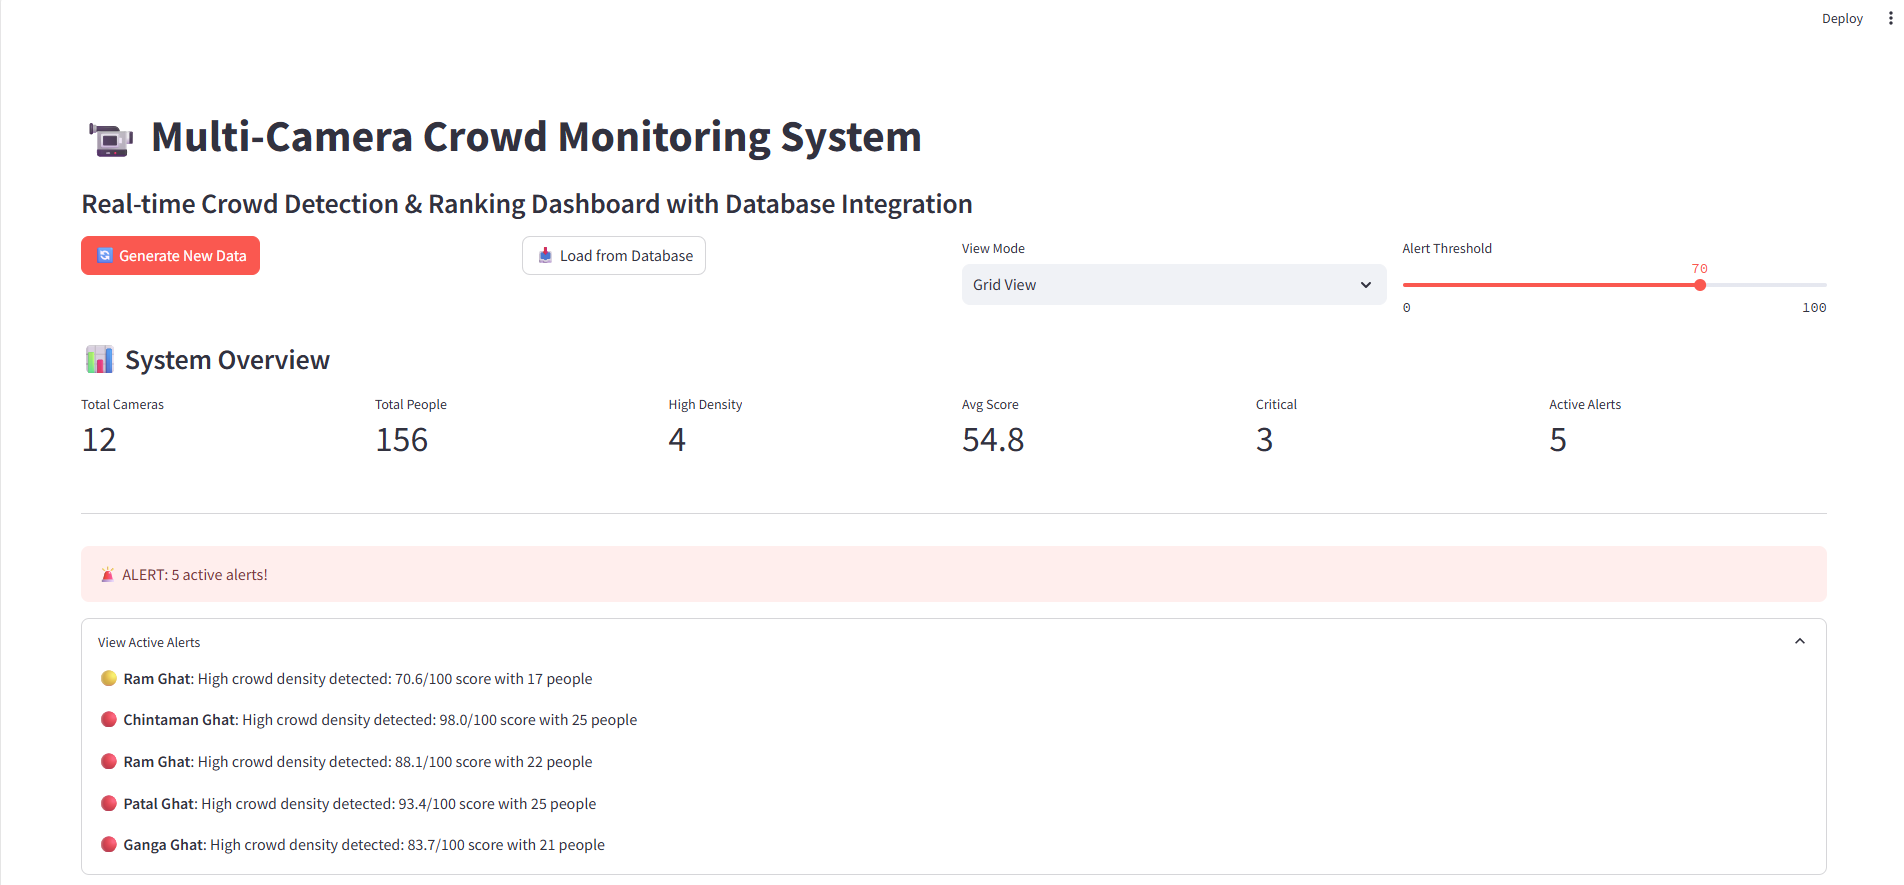 Deploy
Multi-Camera Crowd Monitoring System
Real-time Crowd Detection & Ranking Dashboard with Database Integration
Generate New Data
Load from Database
View Mode
Grid View
Alert Threshold
70
0
100
System Overview
Total Cameras
12
Total People
156
High Density
4
Avg Score
54.8
Critical
3
Active Alerts
5
ALERT: 5 active alerts!
View Active Alerts
Ram Ghat: High crowd density detected: 70.6/100 score with 17 people
Chintaman Ghat: High crowd density detected: 98.0/100 score with 25 people
Ram Ghat: High crowd density detected: 88.1/100 score with 22 people
Patal Ghat: High crowd density detected: 93.4/100 score with 25 people
Ganga Ghat: High crowd density detected: 83.7/100 score with 21 people